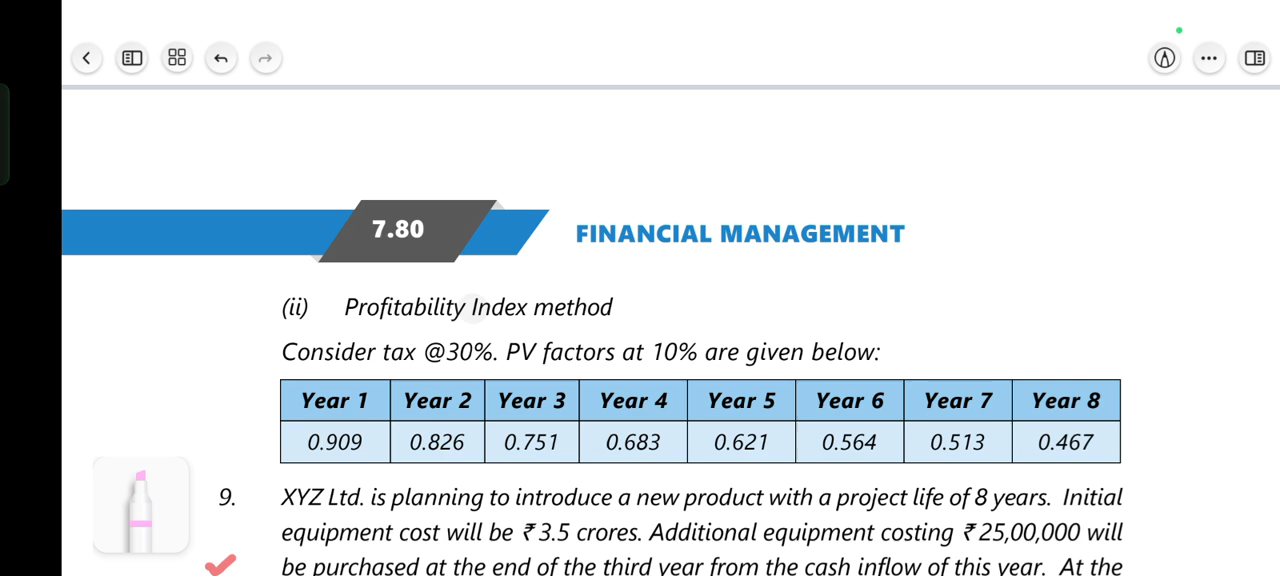 7.80
FINANCIAL MANAGEMENT
(ii) Profitability Index method
Consider tax @30%. PV factors at 10% are given below:
Year 1 Year 2 Year 3 Year 4 Year 5 Year 6 Year 7 Year 8
0.909 0.826 0.751 0.683 0.621 0.564 0.513 0.467
9. XYZ Ltd. is planning to introduce a new product with a project life of 8 years. Initial
equipment cost will be ₹ 3.5 crores. Additional equipment costing ₹ 25,00,000 will
be purchased at the end of the third year from the cash inflow of this year. At the